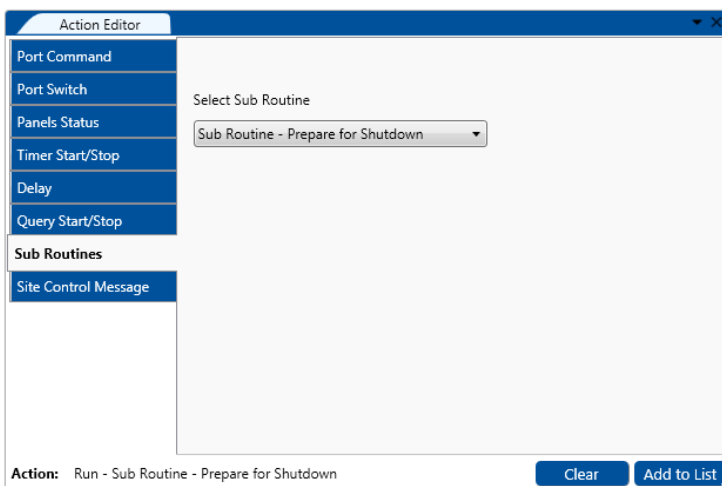 Action Editor
Port Command
Port Switch
Panels Status
Timer Start/Stop
Delay
Query Start/Stop
Sub Routines
Site Control Message
Select Sub Routine
Sub Routine - Prepare for Shutdown
Action: Run - Sub Routine - Prepare for Shutdown
Clear
Add to List